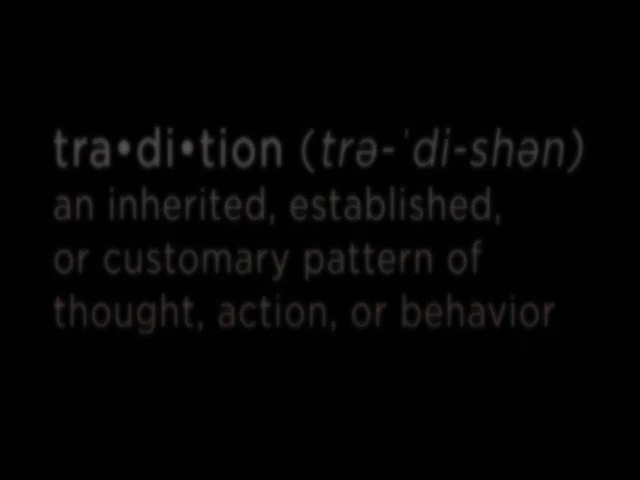 tra•di•tion (trə-ˈdi-shən)
an inherited, established,
or customary pattern of
thought, action, or behavior